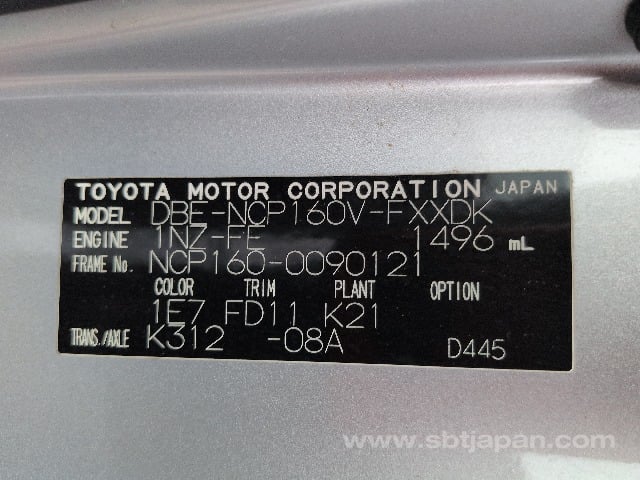 TOYOTA MOTOR CORPORATION JAPAN
MODEL DBE-NCP160V-FXXDK
ENGINE 1NZ-FE 1496 mL
FRAME No. NCP160-0090121
COLOR TRIM PLANT OPTION
1E7 FD11 K21
TRANS./AXLE K312 -08A D445
www.sbtjapan.com